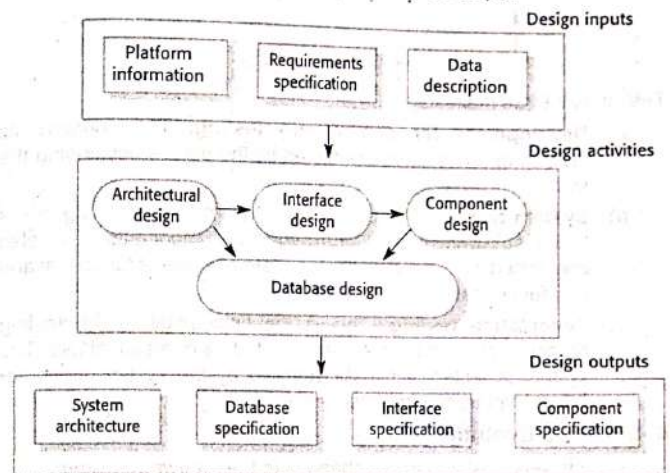 Design inputs
Platform
information
Requirements
specification
Data
description
Design activities
Architectural
design
Interface
design
Component
design
Database design
Design outputs
System
architecture
Database
specification
Interface
specification
Component
specification